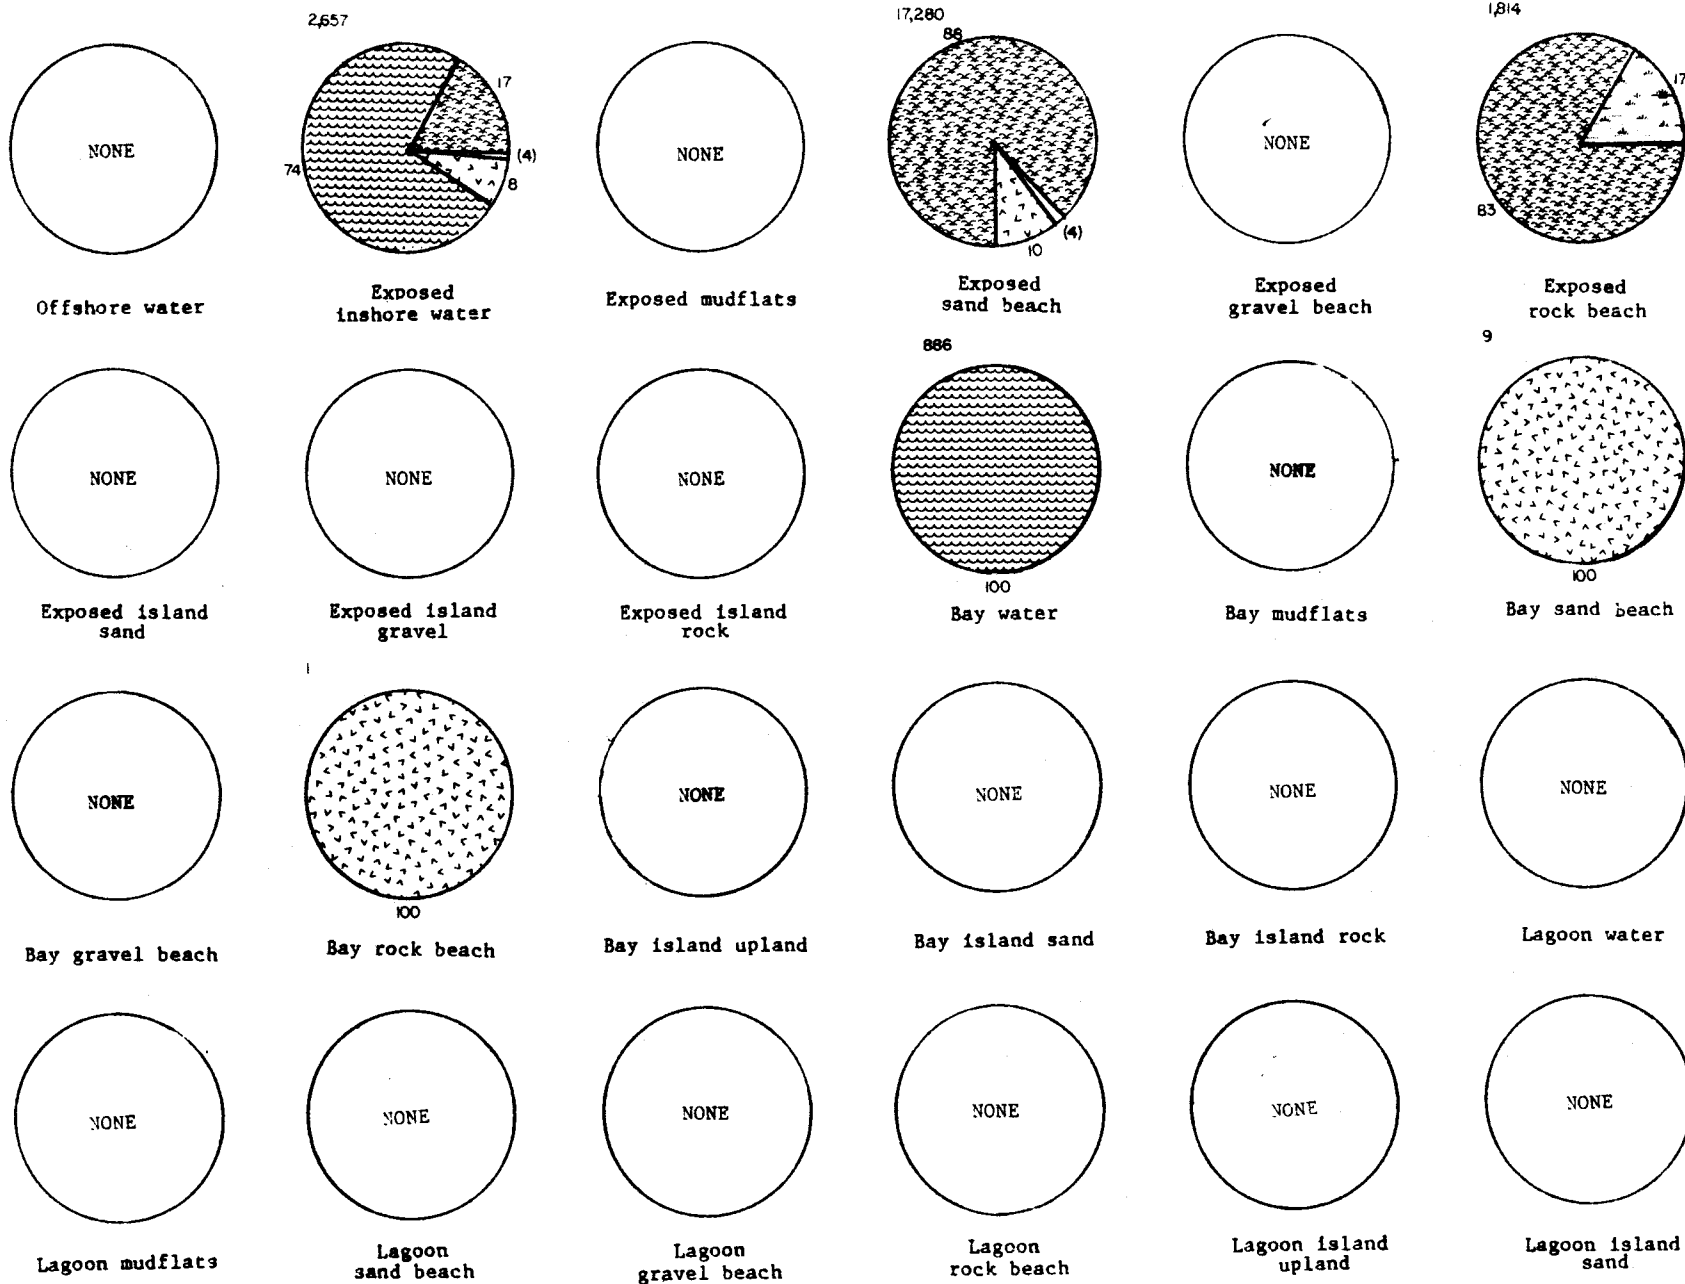 2,657
17,280
88
1,814
NONE
17
(4)
8
74
NONE
(4)
10
NONE
17
83
Offshore water
Exposed
inshore water
Exposed mudflats
Exposed
sand beach
Exposed
gravel beach
Exposed
rock beach
886
9
NONE
NONE
NONE
100
NONE
100
Exposed island
sand
Exposed island
gravel
Exposed island
rock
Bay water
Bay mudflats
Bay sand beach
1
NONE
100
NONE
NONE
NONE
NONE
Bay gravel beach
Bay rock beach
Bay island upland
Bay island sand
Bay island rock
Lagoon water
NONE
NONE
NONE
NONE
NONE
NONE
Lagoon mudflats
Lagoon
sand beach
Lagoon
gravel beach
Lagoon
rock beach
Lagoon island
upland
Lagoon island
sand